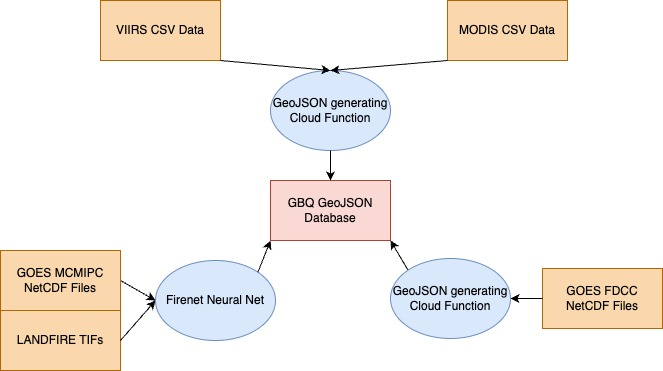 VIIRS CSV Data
MODIS CSV Data
GeoJSON generating
Cloud Function
GBQ GeoJSON
Database
GOES MCMIPC
NetCDF Files
LANDFIRE TIFs
Firenet Neural Net
GeoJSON generating
Cloud Function
GOES FDCC
NetCDF Files